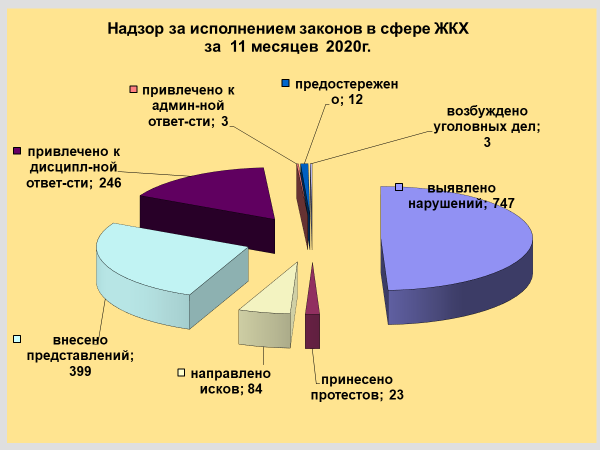 Надзор за исполнением законов в сфере ЖКХ
за 11 месяцев 2020г.
привлечено к
админ-ной
ответ-сти; 3
предостережен
о; 12
возбуждено
уголовных дел;
3
привлечено к
дисципл-ной
ответ-сти; 246
выявлено
нарушений; 747
внесено
представлений;
399
направлено
исков; 84
принесено
протестов; 23